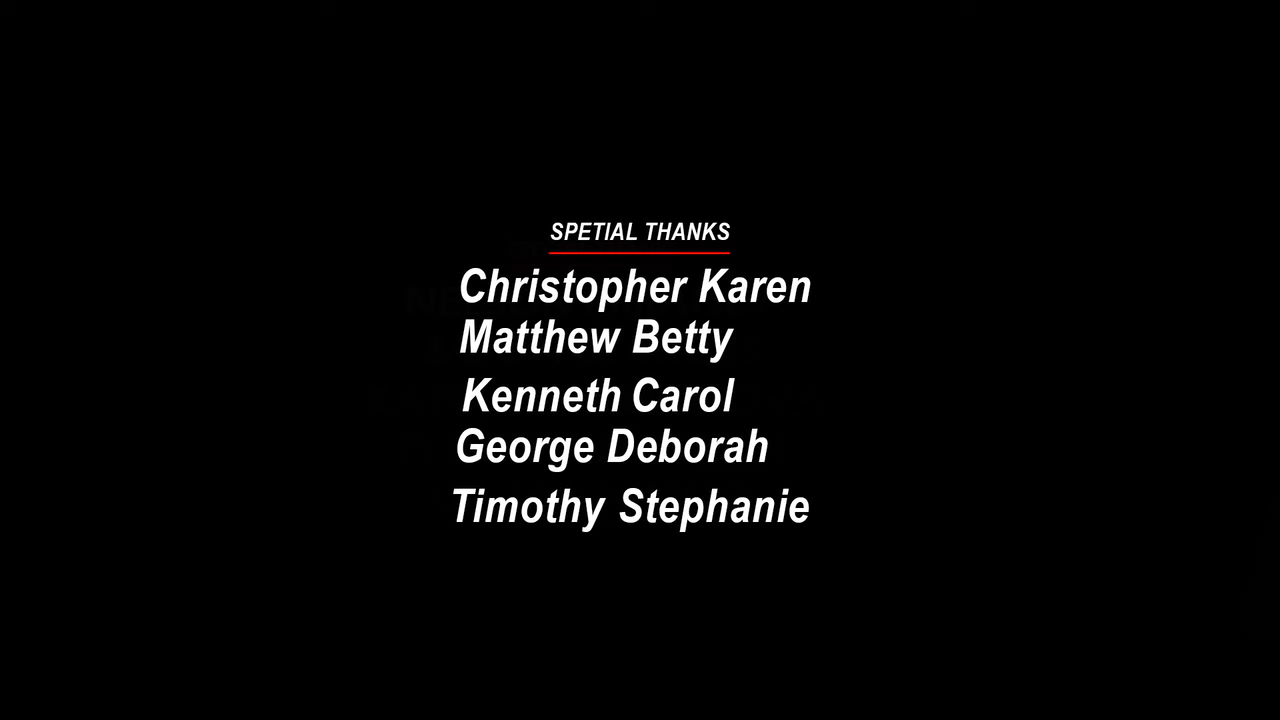 SPETIAL THANKS
Christopher Karen
Matthew Betty
Kenneth Carol
George Deborah
Timothy Stephanie